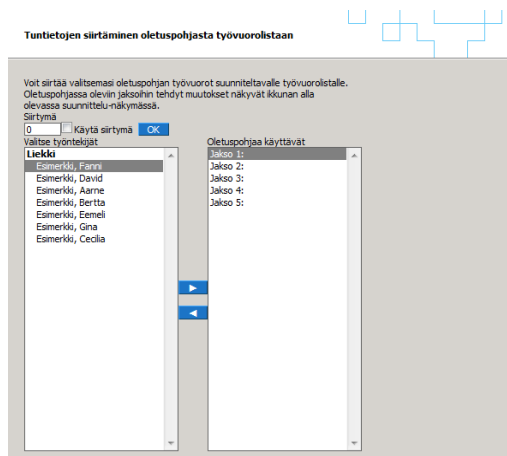 Tuntietojen siirtäminen oletuspohjasta työvuorolistaan
Voit siirtää valitsemasi oletuspohjan työvuorot suunniteltavalle työvuorolistalle.
Oletuspohjassa oleviin jaksoihin tehdyt muutokset näkyvät ikkunan alla
olevassa suunnittelu-näkymässä.
Siirtymä
0 Käytä siirtymä OK
Valitse työntekijät
Liekki
Esimerkki, Fanni
Esimerkki, David
Esimerkki, Aarne
Esimerkki, Bertta
Esimerkki, Eemeli
Esimerkki, Gina
Esimerkki, Cecilia
Oletuspohjaa käyttävät
Jakso 1:
Jakso 2:
Jakso 3:
Jakso 4:
Jakso 5: